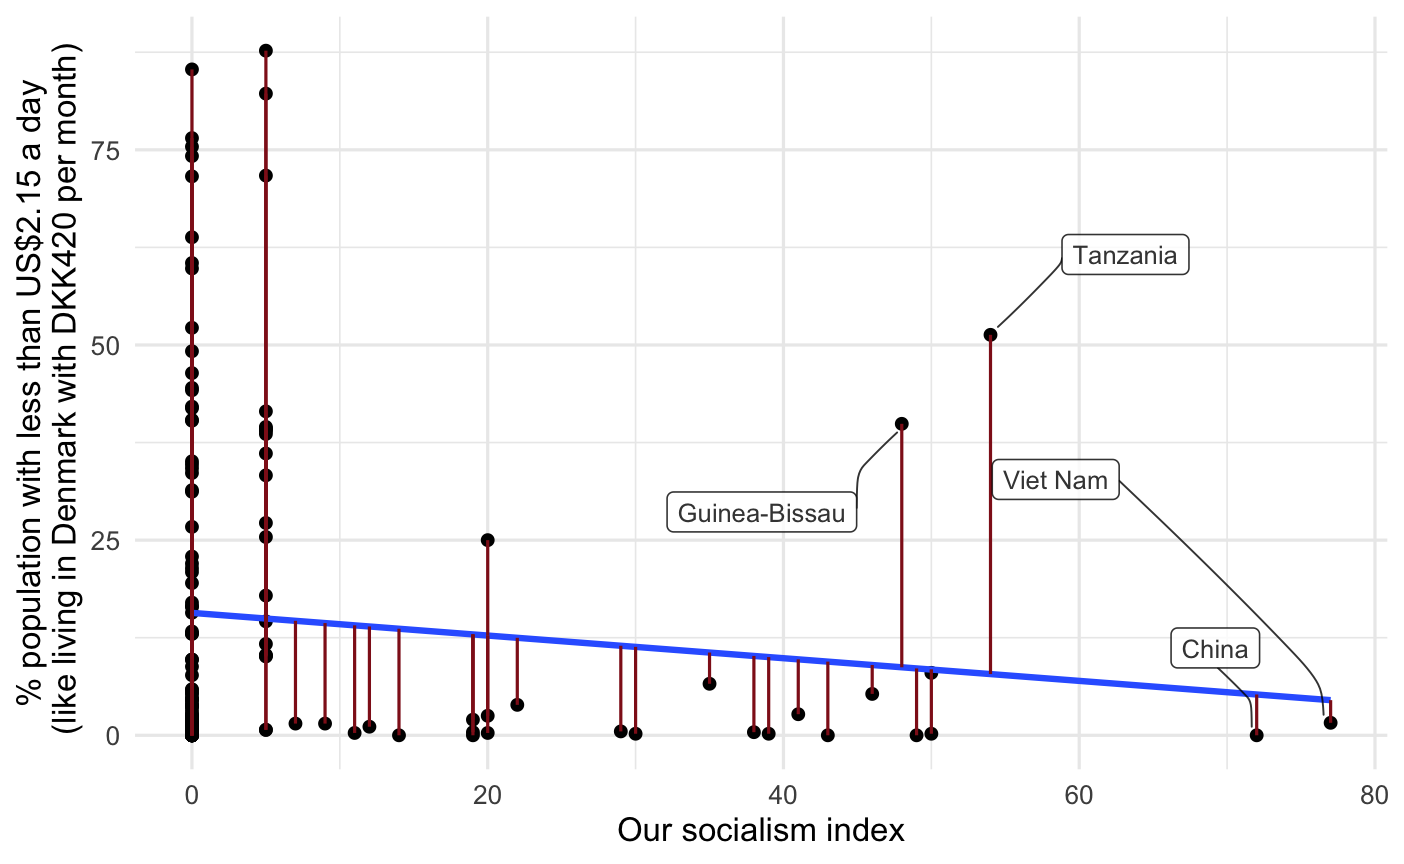 % population with less than US$2.15 a day
(like living in Denmark with DKK420 per month)
75
50
25
0
Tanzania
Viet Nam
Guinea-Bissau
China
0 20 40 60 80
Our socialism index